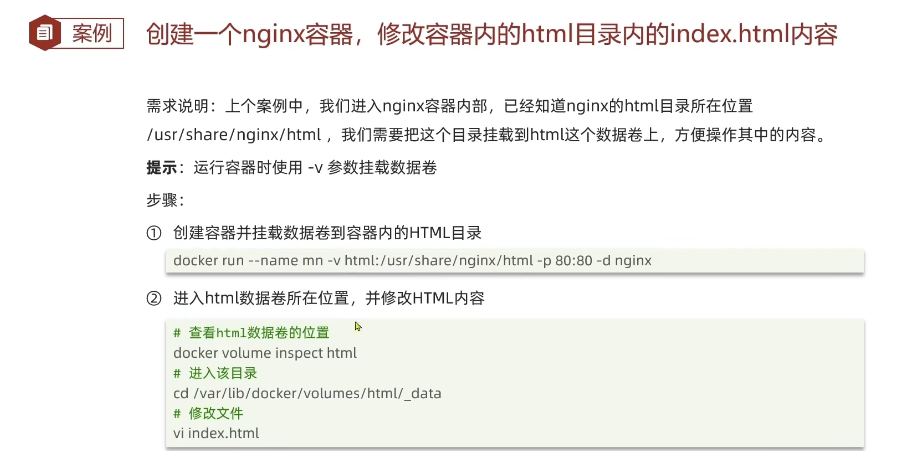 案例
创建一个nginx容器，修改容器内的html目录内的index.html内容
需求说明：上个案例中，我们进入nginx容器内部，已经知道nginx的html目录所在位置
/usr/share/nginx/html ，我们需要把这个目录挂载到html这个数据卷上，方便操作其中的内容。
提示：运行容器时使用 -v 参数挂载数据卷
步骤：
① 创建容器并挂载数据卷到容器内的HTML目录
docker run --name mn -v html:/usr/share/nginx/html -p 80:80 -d nginx
② 进入html数据卷所在位置，并修改HTML内容
# 查看html数据卷的位置
docker volume inspect html
# 进入该目录
cd /var/lib/docker/volumes/html/_data
# 修改文件
vi index.html